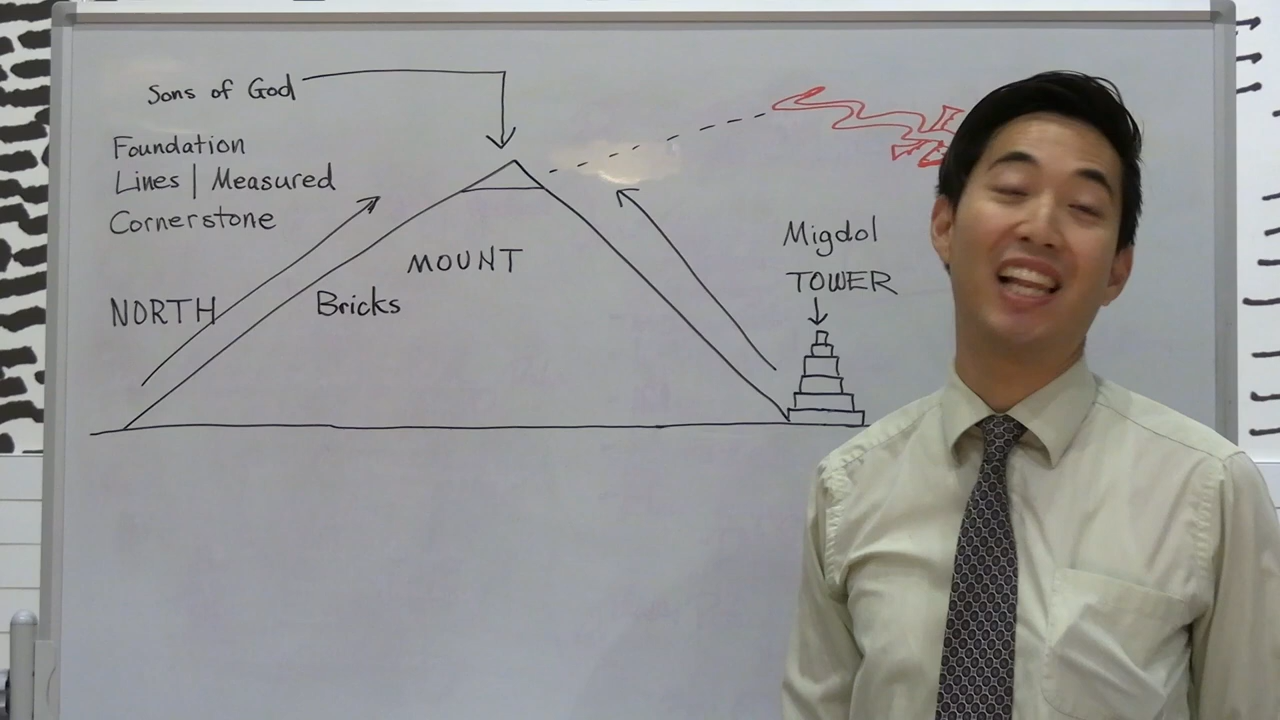 Sons of God
Foundation
Lines | Measured
Cornerstone
NORTH
Bricks
MOUNT
Migdol
TOWER